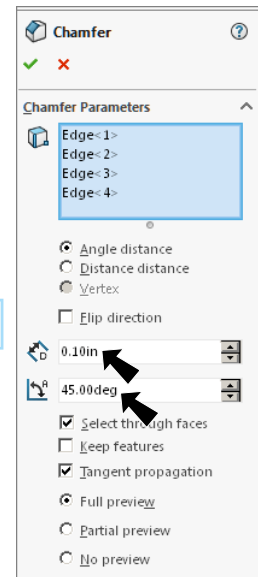 Chamfer
Chamfer Parameters
Edge<1>
Edge<2>
Edge<3>
Edge<4>
Angle distance
Distance distance
Vertex
Flip direction
D
0.10in
A
45.00deg
Select through faces
Keep features
Tangent propagation
Full preview
Partial preview
No preview